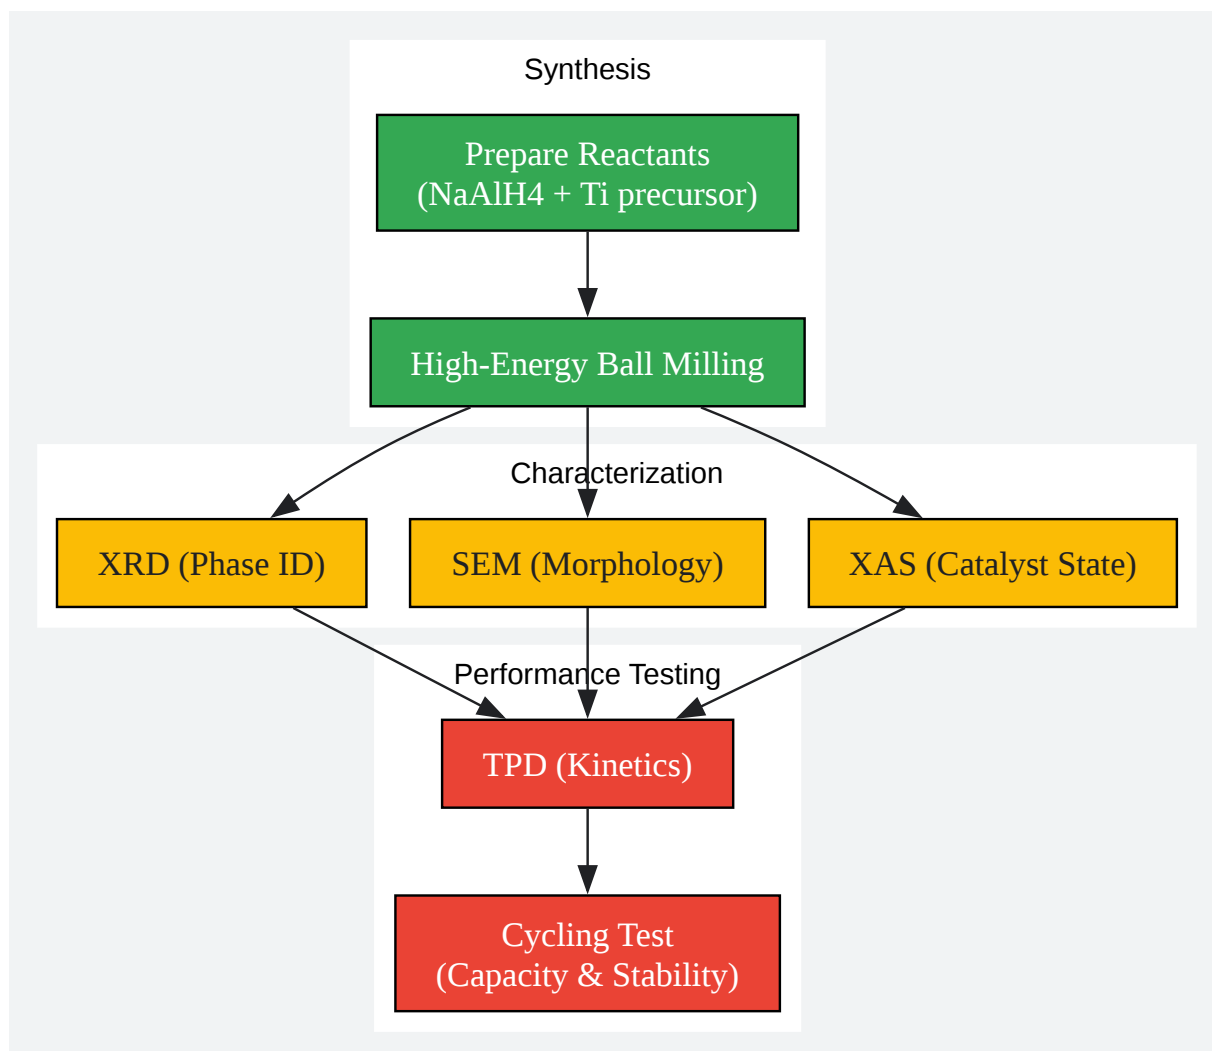 Synthesis
Prepare Reactants
(NaAlH4 + Ti precursor)
High-Energy Ball Milling
Characterization
XRD (Phase ID)
SEM (Morphology)
XAS (Catalyst State)
Performance Testing
TPD (Kinetics)
Cycling Test
(Capacity & Stability)